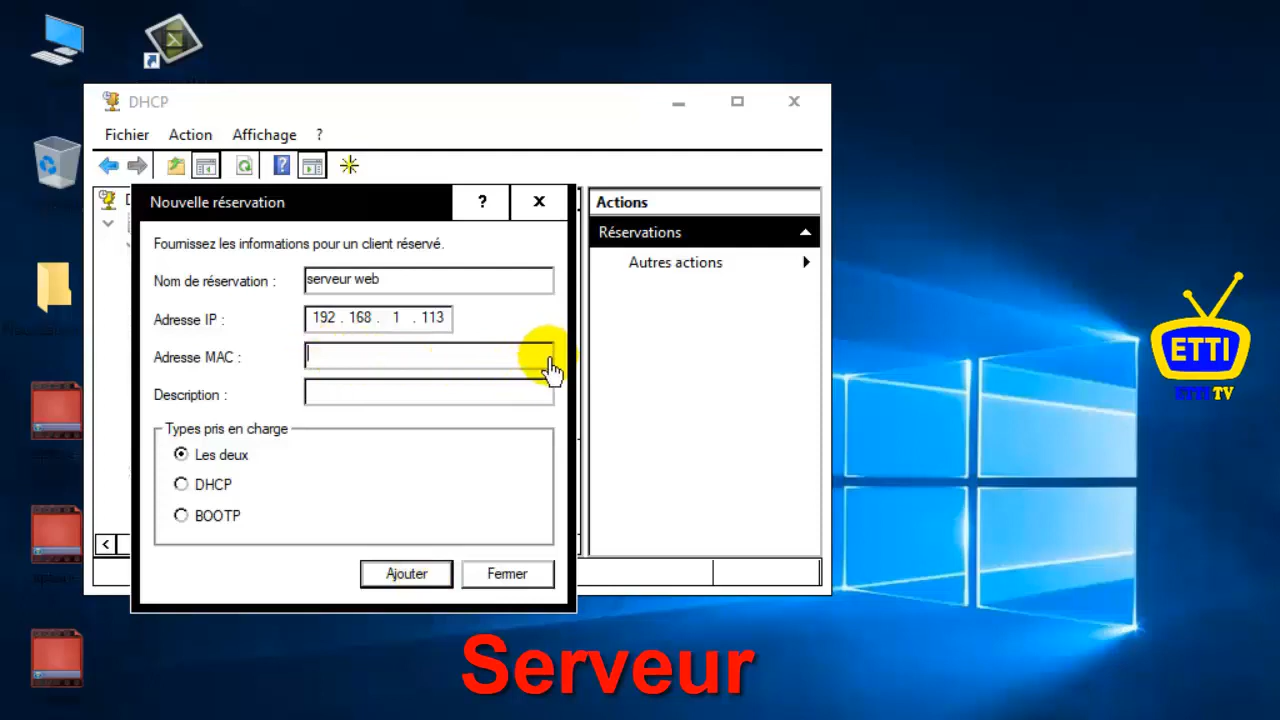 DHCP
Fichier Action Affichage ?
Nouvelle réservation ? x
Fournissez les informations pour un client réservé.
Nom de réservation : serveur web
Adresse IP : 192 . 168 . 1 . 113
Adresse MAC :
Description :
Types pris en charge
Les deux
DHCP
BOOTP
Ajouter Fermer
Actions
Réservations
Autres actions
ETTI
ETTI TV
Serveur